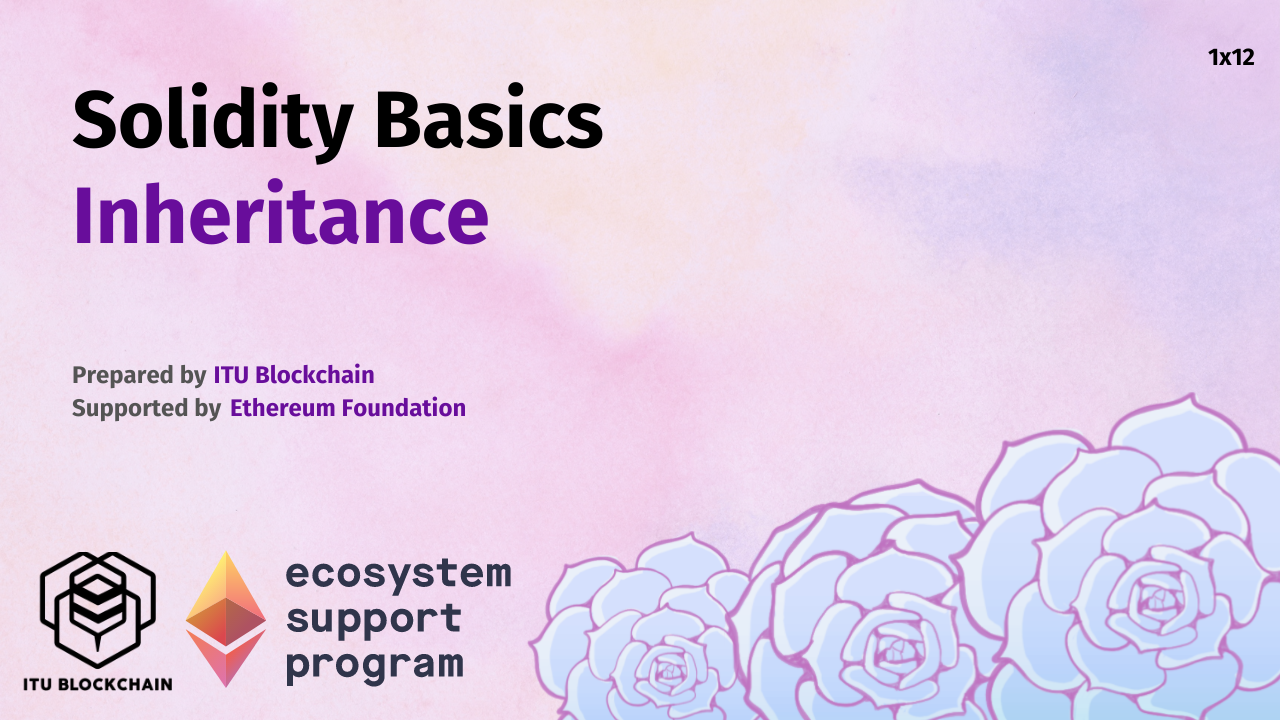 1x12
Solidity Basics
Inheritance
Prepared by ITU Blockchain
Supported by Ethereum Foundation
ITU BLOCKCHAIN
ecosystem
support
program